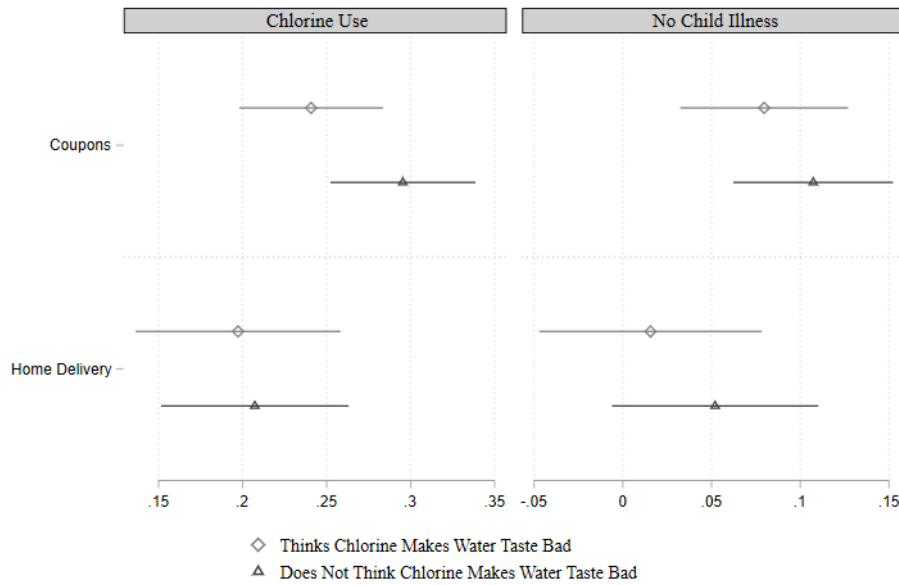 Chlorine Use
No Child Illness
Coupons
Home Delivery
.15 .2 .25 .3 .35
-.05 0 .05 .1 .15
Thinks Chlorine Makes Water Taste Bad
Does Not Think Chlorine Makes Water Taste Bad